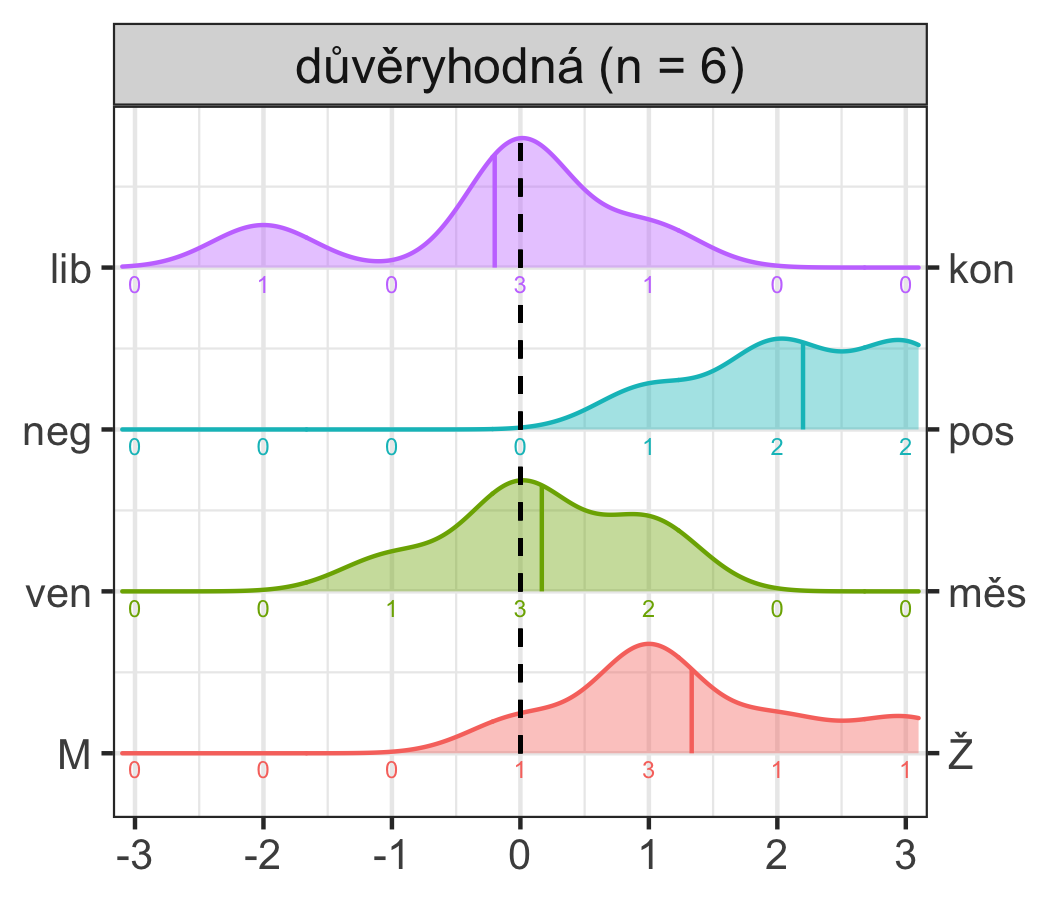 důvěryhodná (n = 6)
lib kon
0 1 0 3 1 0 0
neg pos
0 0 0 0 1 2 2
ven měs
0 0 1 3 2 0 0
M Ž
0 0 0 1 3 1 1
-3 -2 -1 0 1 2 3